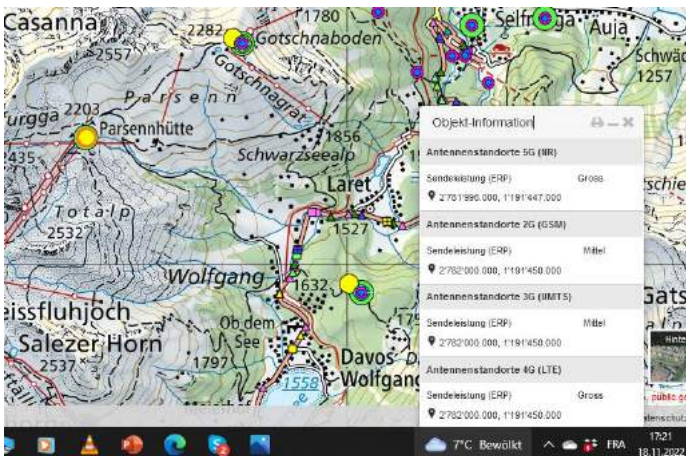 Casanna
1780
2282
Gotschnaboden
Selfranga
Auja
2557
Gotschnagrat
1257
Parsenn
2203
Parsennhütte
1856
Schwarzseealp
Laret
Totalp
2532
1527
Wolfgang
1632
Ob dem
See
Salezer Horn
2537
1797
1558
Davos
Wolfgang
Objekt-Information
Antennenstandorte 5G (NR)
Sendeleistung (ERP) Gross
2'781'996.000, 1'191'447.000
Antennenstandorte 2G (GSM)
Sendeleistung (ERP) Mittel
2'782'000.000, 1'191'450.000
Antennenstandorte 3G (UMTS)
Sendeleistung (ERP) Mittel
2'782'000.000, 1'191'450.000
Antennenstandorte 4G (LTE)
Sendeleistung (ERP) Gross
2'782'000.000, 1'191'450.000
7°C Bewölkt
FRA
17:21
18.11.2022